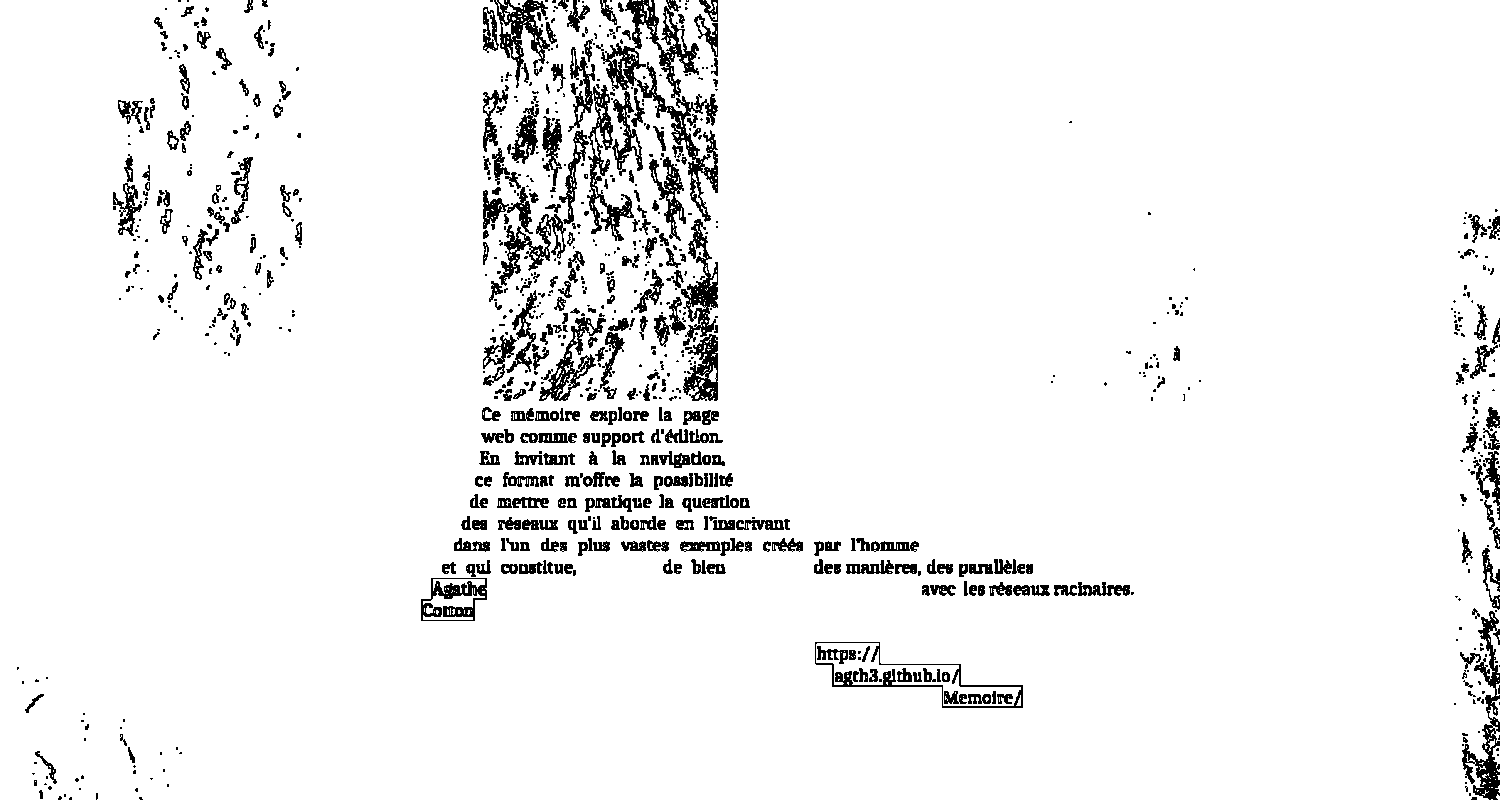 Ce mémoire explore la page
web comme support d'édition.
En invitant à la navigation,
ce format m'offre la possibilité
de mettre en pratique la question
des réseaux qu'il aborde en l'inscrivant
dans l'un des plus vastes exemples créés par l'homme
et qui constitue, de bien des manières, des parallèles
Agathe avec les réseaux racinaires.
Cotton
https://
agth3.github.io/
Memoire/